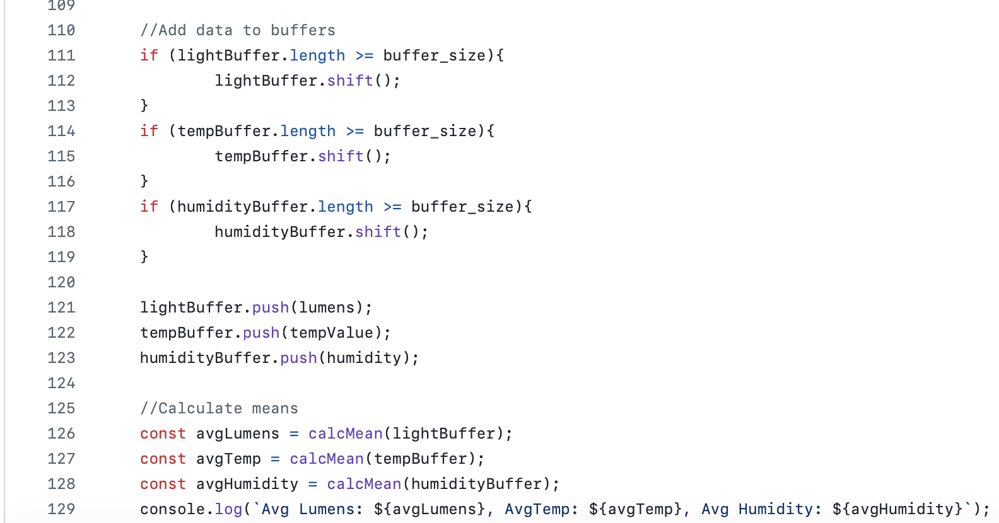 109
110 //Add data to buffers
111 if (lightBuffer.length >= buffer_size){
112 lightBuffer.shift();
113 }
114 if (tempBuffer.length >= buffer_size){
115 tempBuffer.shift();
116 }
117 if (humidityBuffer.length >= buffer_size){
118 humidityBuffer.shift();
119 }
120
121 lightBuffer.push(lumens);
122 tempBuffer.push(tempValue);
123 humidityBuffer.push(humidity);
124
125 //Calculate means
126 const avgLumens = calcMean(lightBuffer);
127 const avgTemp = calcMean(tempBuffer);
128 const avgHumidity = calcMean(humidityBuffer);
129 console.log(`Avg Lumens: ${avgLumens}, AvgTemp: ${avgTemp}, Avg Humidity: ${avgHumidity}`);